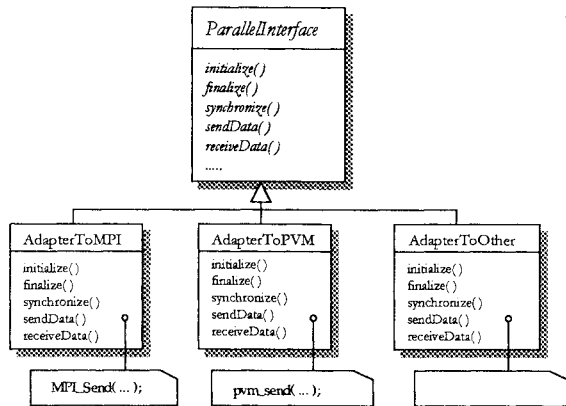 ParallelInterface
initialize()
finalize()
synchronize()
sendData()
receiveData()
.....
AdapterToMPI
initialize()
finalize()
synchronize()
sendData()
receiveData()
AdapterToPVM
initialize()
finalize()
synchronize()
sendData()
receiveData()
AdapterToOther
initialize()
finalize()
synchronize()
sendData()
receiveData()
MPI_Send( ... );
pvm_send( ... );